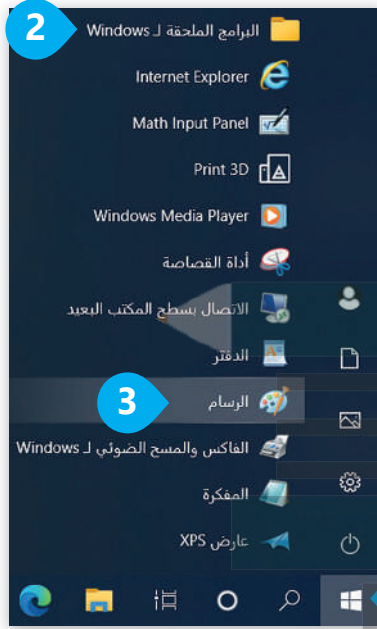 2
البرامج الملحقة لـ Windows
Internet Explorer
Math Input Panel
Print 3D
Windows Media Player
أداة القصاصة
الاتصال بسطح المكتب البعيد
الدفتر
3
الرسام
الفاكس والمسح الضوئي لـ Windows
المفكرة
عارض XPS